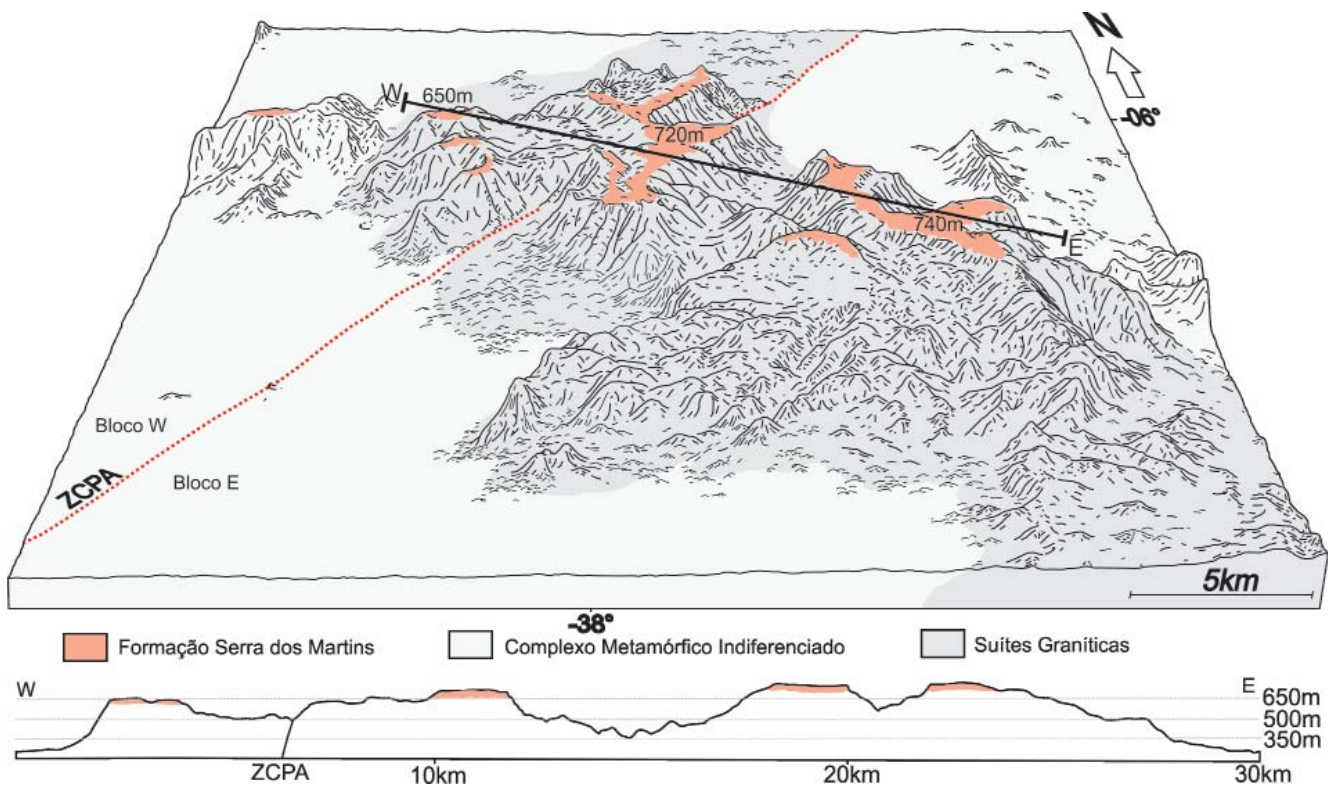 N
-06°
W
650m
720m
740m
E
Bloco W
ZCPA
Bloco E
5km
-38°
Formação Serra dos Martins
Complexo Metamórfico Indiferenciado
Suítes Graníticas
W
E
650m
500m
350m
ZCPA
10km
20km
30km